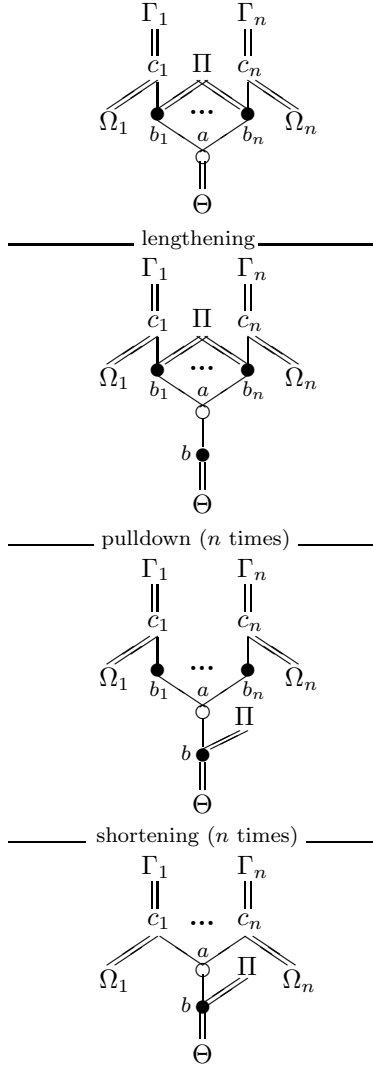 Γ₁ Γₙ
c₁ Π cₙ
Ω₁ b₁ ... a bₙ Ωₙ
Θ
lengthening
Γ₁ Γₙ
c₁ Π cₙ
Ω₁ b₁ ... a bₙ Ωₙ
b
Θ
pulldown (n times)
Γ₁ Γₙ
c₁ cₙ
Ω₁ b₁ ... a bₙ Ωₙ
Π
b
Θ
shortening (n times)
Γ₁ Γₙ
c₁ ... cₙ
a
Ω₁ Π Ωₙ
b
Θ